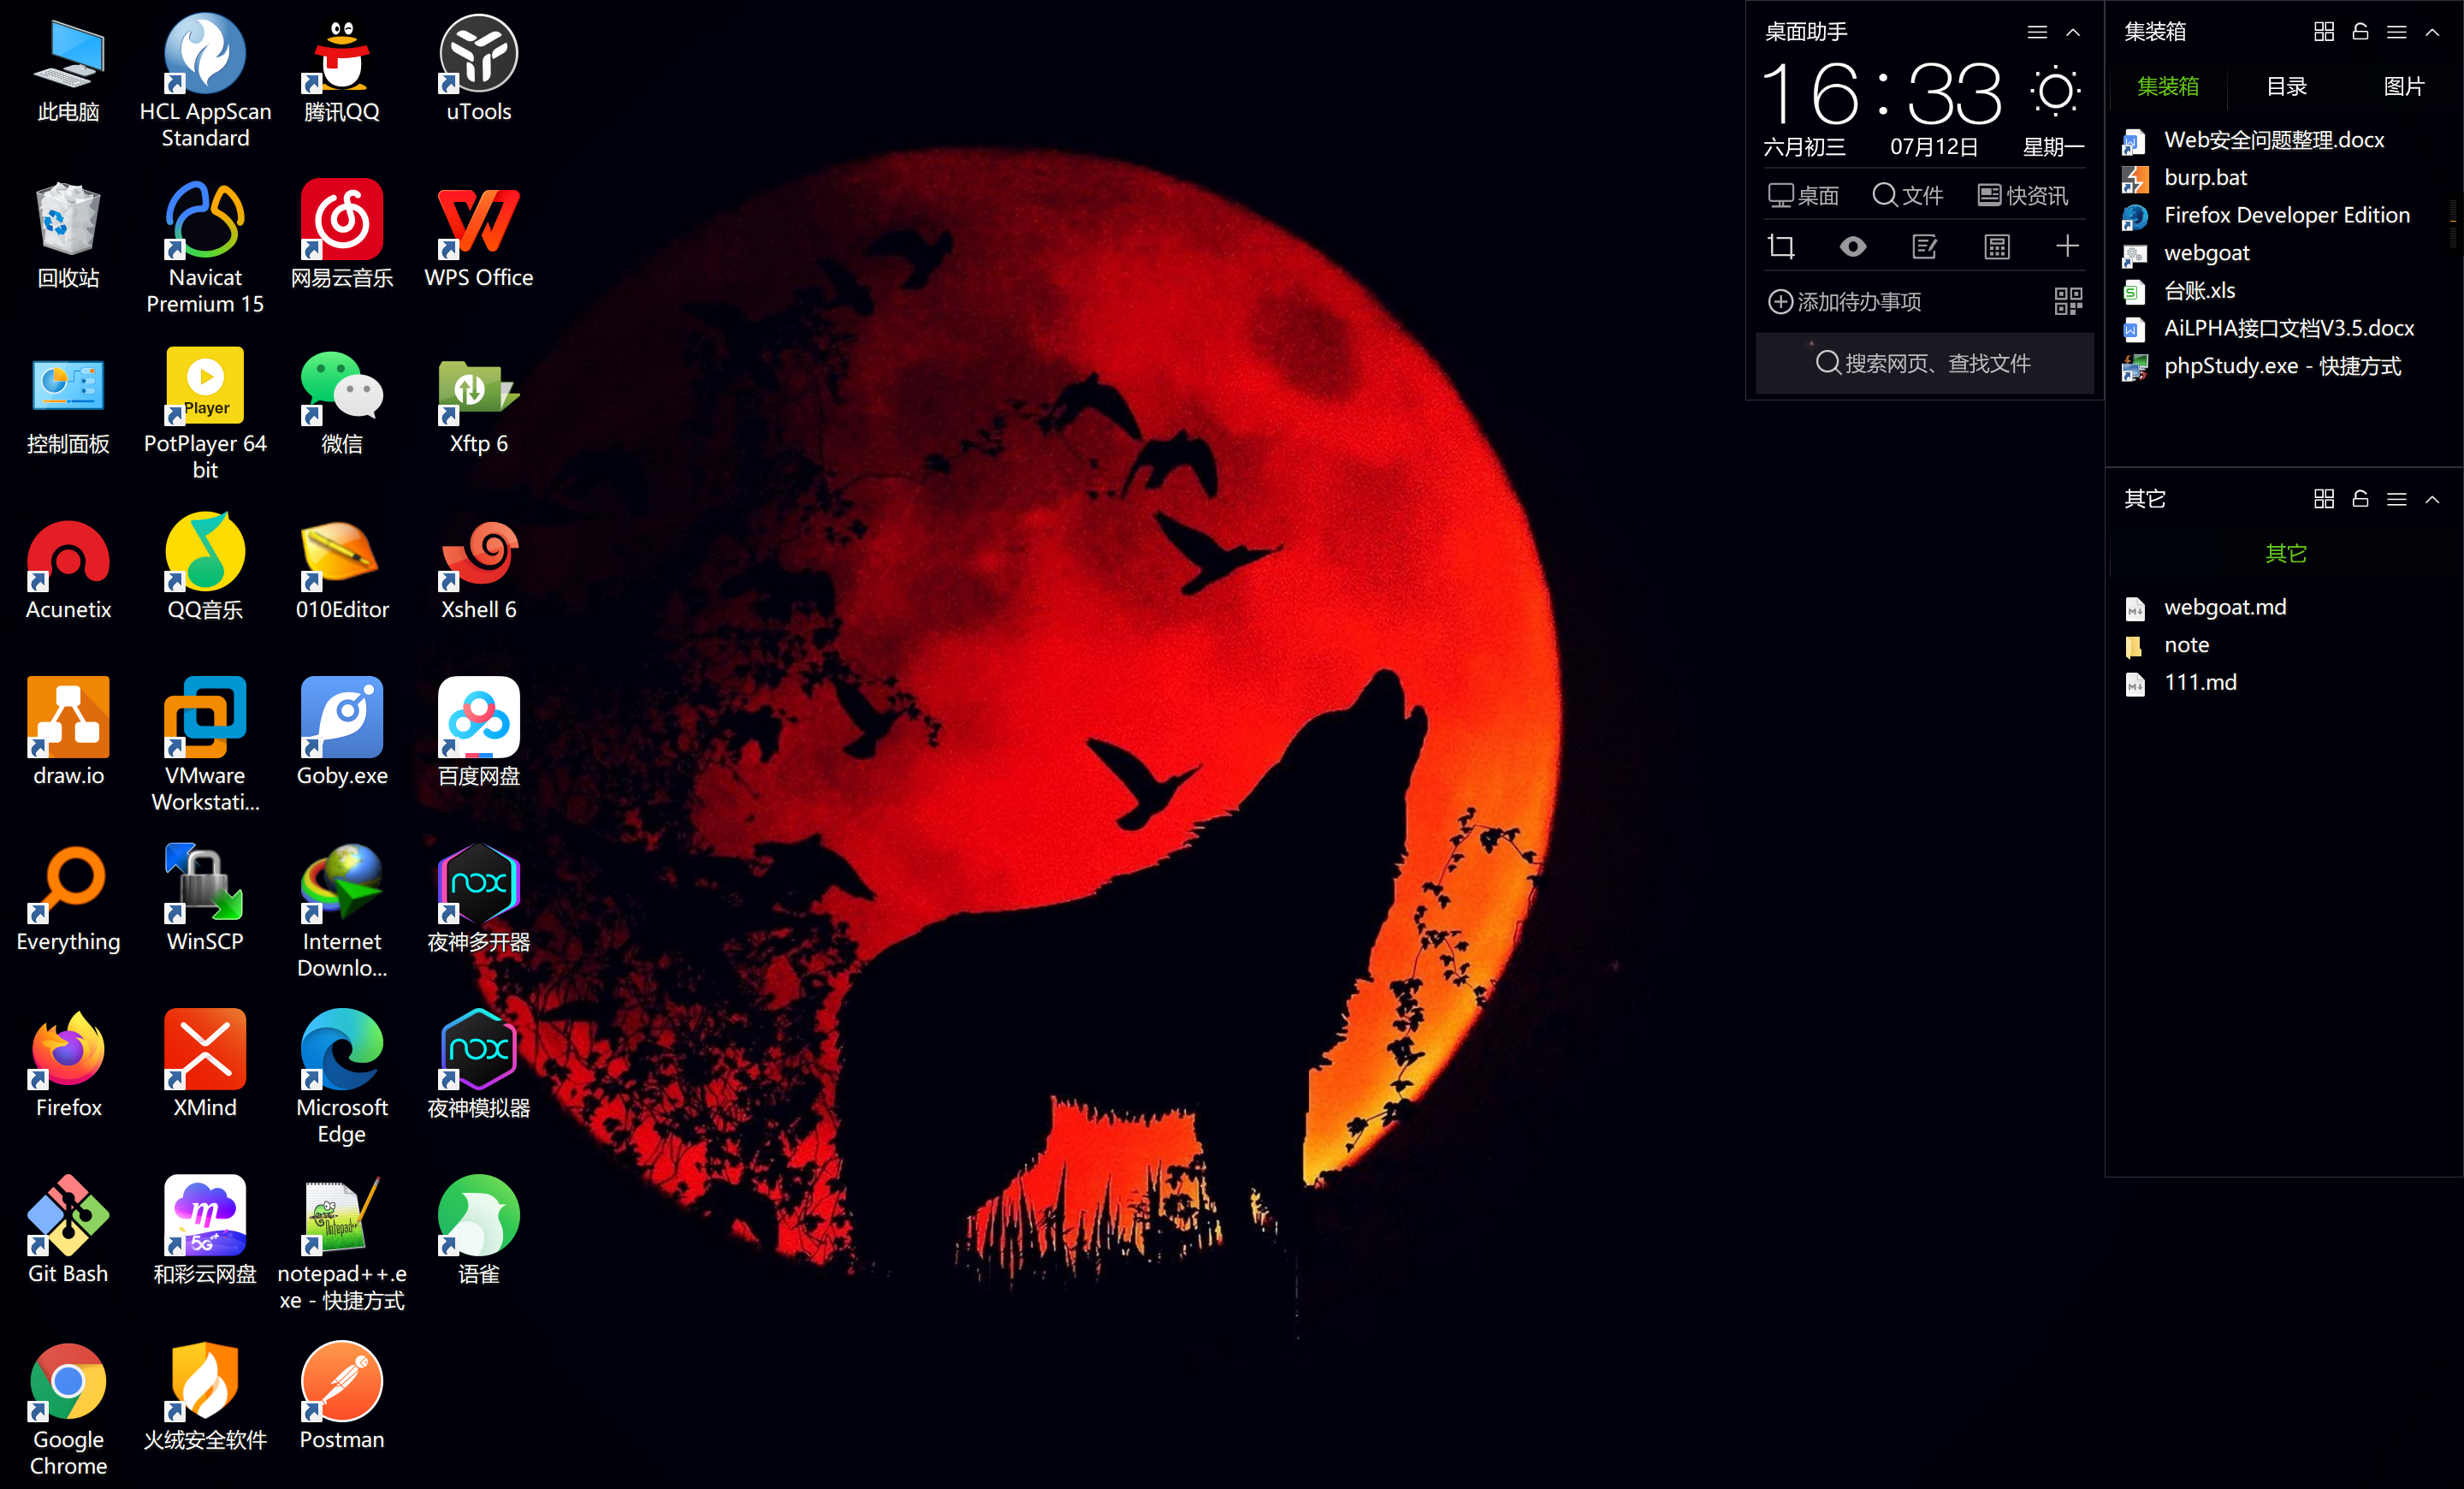 此电脑
HCL AppScan
Standard
腾讯QQ
uTools
回收站
Navicat
Premium 15
网易云音乐
WPS Office
控制面板
Player
PotPlayer 64
bit
微信
Xftp 6
Acunetix
QQ音乐
010Editor
Xshell 6
draw.io
VMware
Workstati...
Goby.exe
百度网盘
Everything
WinSCP
Internet
Downlo...
nox
夜神多开器
Firefox
XMind
Microsoft
Edge
nox
夜神模拟器
Git Bash
m
5G+
和彩云网盘
Notepad++
notepad++.e
xe - 快捷方式
语雀
Google
Chrome
火绒安全软件
Postman
桌面助手
16:33
六月初三 07月12日 星期一
桌面 文件 快资讯
添加待办事项
搜索网页、查找文件
集装箱
集装箱 目录 图片
Web安全问题整理.docx
burp.bat
Firefox Developer Edition
webgoat
台账.xls
AiLPHA接口文档V3.5.docx
phpStudy.exe - 快捷方式
其它
其它
webgoat.md
note
111.md